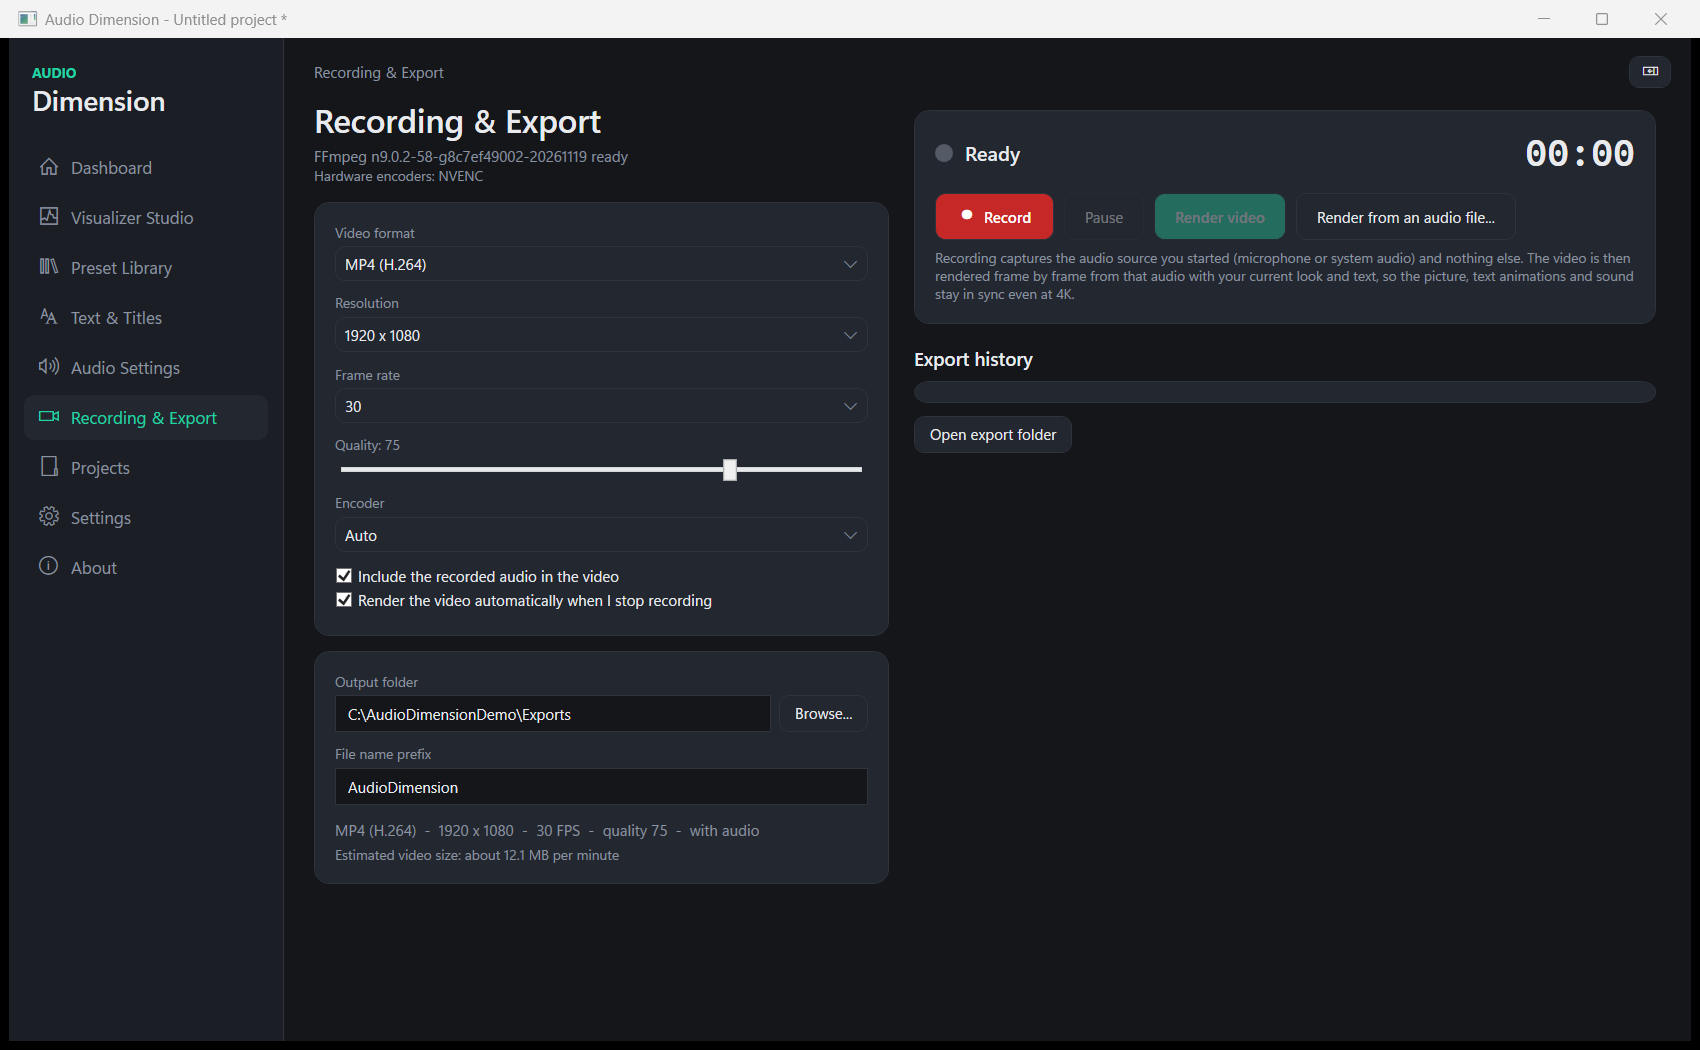 Audio Dimension - Untitled project *
AUDIO
Dimension
Dashboard
Visualizer Studio
Preset Library
Text & Titles
Audio Settings
Recording & Export
Projects
Settings
About
Recording & Export
Recording & Export
FFmpeg n9.0.2-58-g8c7ef49002-20261119 ready
Hardware encoders: NVENC
Video format
MP4 (H.264)
Resolution
1920 x 1080
Frame rate
30
Quality: 75
Encoder
Auto
Include the recorded audio in the video
Render the video automatically when I stop recording
Output folder
C:\AudioDimensionDemo\Exports
Browse...
File name prefix
AudioDimension
MP4 (H.264) - 1920 x 1080 - 30 FPS - quality 75 - with audio
Estimated video size: about 12.1 MB per minute
Ready
00:00
Record
Pause
Render video
Render from an audio file...
Recording captures the audio source you started (microphone or system audio) and nothing else. The video is then
rendered frame by frame from that audio with your current look and text, so the picture, text animations and sound
stay in sync even at 4K.
Export history
Open export folder